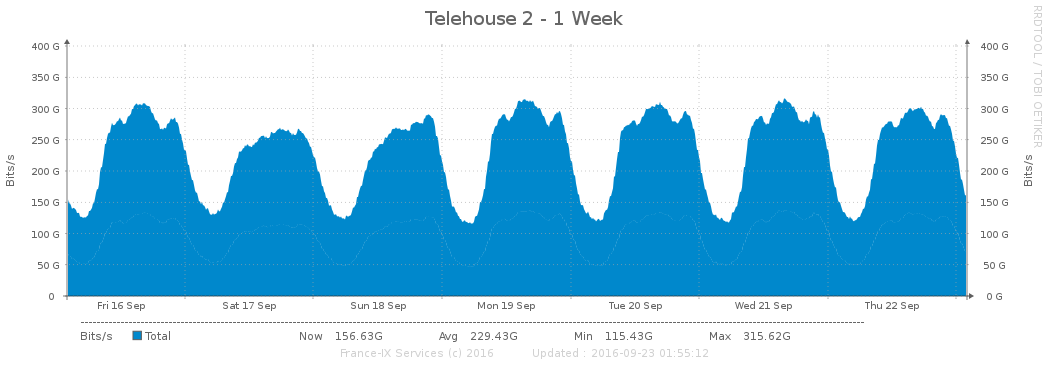 Telehouse 2 - 1 Week
RRDTOOL / TOBI OETIKER
Bits/s
Bits/s
400 G 400 G
350 G 350 G
300 G 300 G
250 G 250 G
200 G 200 G
150 G 150 G
100 G 100 G
50 G 50 G
0 0 G
Fri 16 Sep Sat 17 Sep Sun 18 Sep Mon 19 Sep Tue 20 Sep Wed 21 Sep Thu 22 Sep
Bits/s Total Now 156.63G Avg 229.43G Min 115.43G Max 315.62G
France-IX Services (c) 2016 Updated : 2016-09-23 01:55:12